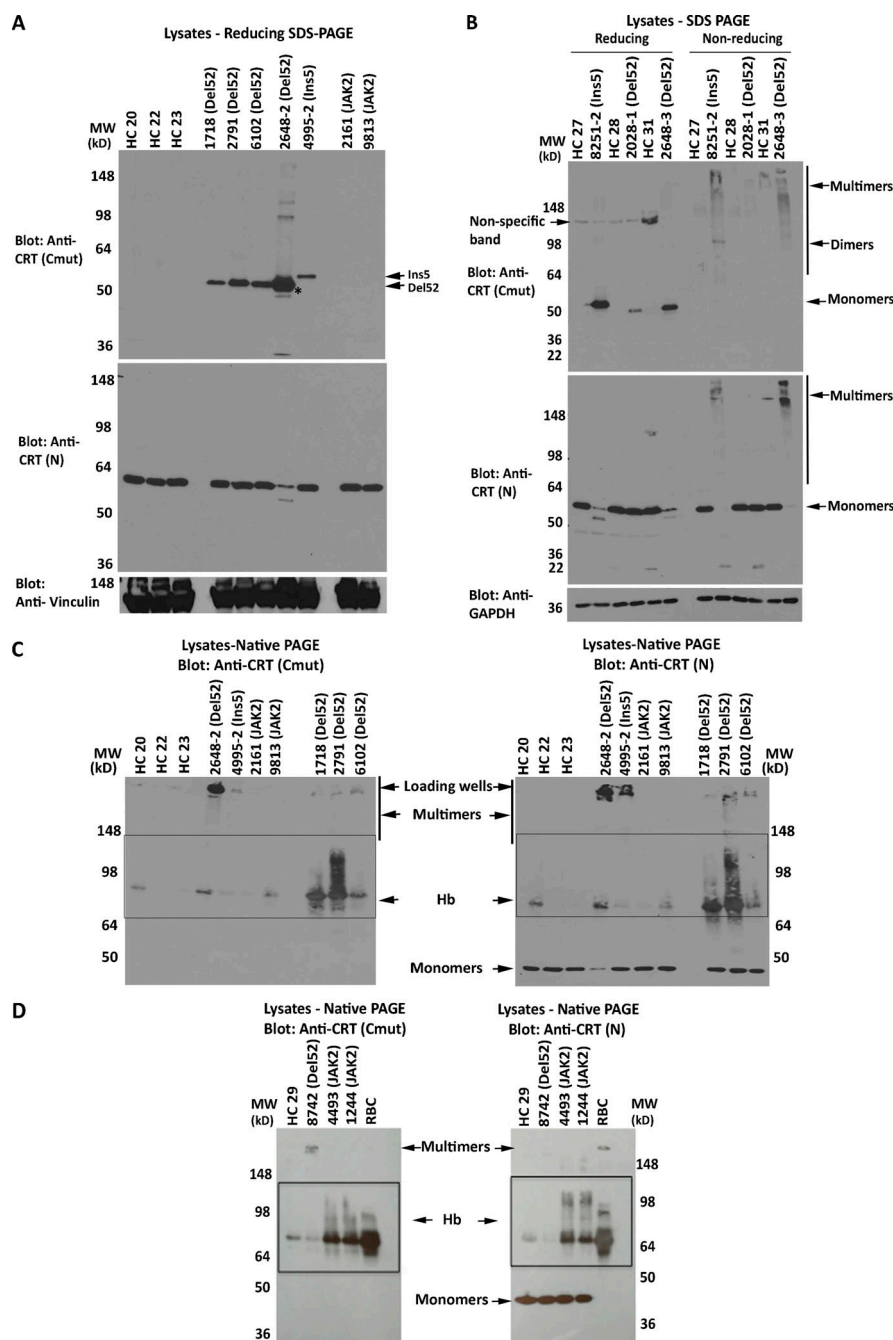 A
Lysates - Reducing SDS-PAGE
MW
(kD)
HC 20
HC 22
HC 23
1718 (Del52)
2791 (Del52)
6102 (Del52)
2648-2 (Del52)
4995-2 (Ins5)
2161 (JAK2)
9813 (JAK2)
148
98
64
50
36
Blot: Anti-
CRT (Cmut)
Ins5
Del52
*
148
98
64
50
36
Blot: Anti-
CRT (N)
Blot:
Anti- Vinculin
148
B
Lysates - SDS PAGE
Reducing
Non-reducing
MW
(kD)
HC 27
8251-2 (Ins5)
HC 28
2028-1 (Del52)
HC 31
2648-3 (Del52)
HC 27
8251-2 (Ins5)
HC 28
2028-1 (Del52)
HC 31
2648-3 (Del52)
148
98
64
50
36
22
Non-specific
band
Blot: Anti-
CRT (Cmut)
Multimers
Dimers
Monomers
148
98
64
50
36
22
Blot: Anti-
CRT (N)
Multimers
Monomers
Blot: Anti-
GAPDH
36
C
Lysates-Native PAGE
Blot: Anti-CRT (Cmut)
MW
(kD)
HC 20
HC 22
HC 23
2648-2 (Del52)
4995-2 (Ins5)
2161 (JAK2)
9813 (JAK2)
1718 (Del52)
2791 (Del52)
6102 (Del52)
148
98
64
50
Loading wells
Multimers
Hb
Monomers
Lysates-Native PAGE
Blot: Anti-CRT (N)
HC 20
HC 22
HC 23
2648-2 (Del52)
4995-2 (Ins5)
2161 (JAK2)
9813 (JAK2)
1718 (Del52)
2791 (Del52)
6102 (Del52)
MW
(kD)
148
98
64
50
D
Lysates - Native PAGE
Blot: Anti-CRT (Cmut)
MW
(kD)
HC 29
8742 (Del52)
4493 (JAK2)
1244 (JAK2)
RBC
148
98
64
50
36
Multimers
Hb
Monomers
Lysates - Native PAGE
Blot: Anti-CRT (N)
HC 29
8742 (Del52)
4493 (JAK2)
1244 (JAK2)
RBC
MW
(kD)
148
98
64
50
36